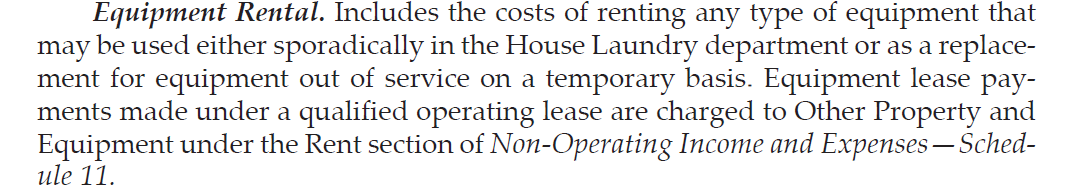 Equipment Rental. Includes the costs of renting any type of equipment that
may be used either sporadically in the House Laundry department or as a replace-
ment for equipment out of service on a temporary basis. Equipment lease pay-
ments made under a qualified operating lease are charged to Other Property and
Equipment under the Rent section of Non-Operating Income and Expenses—Sched-
ule 11.